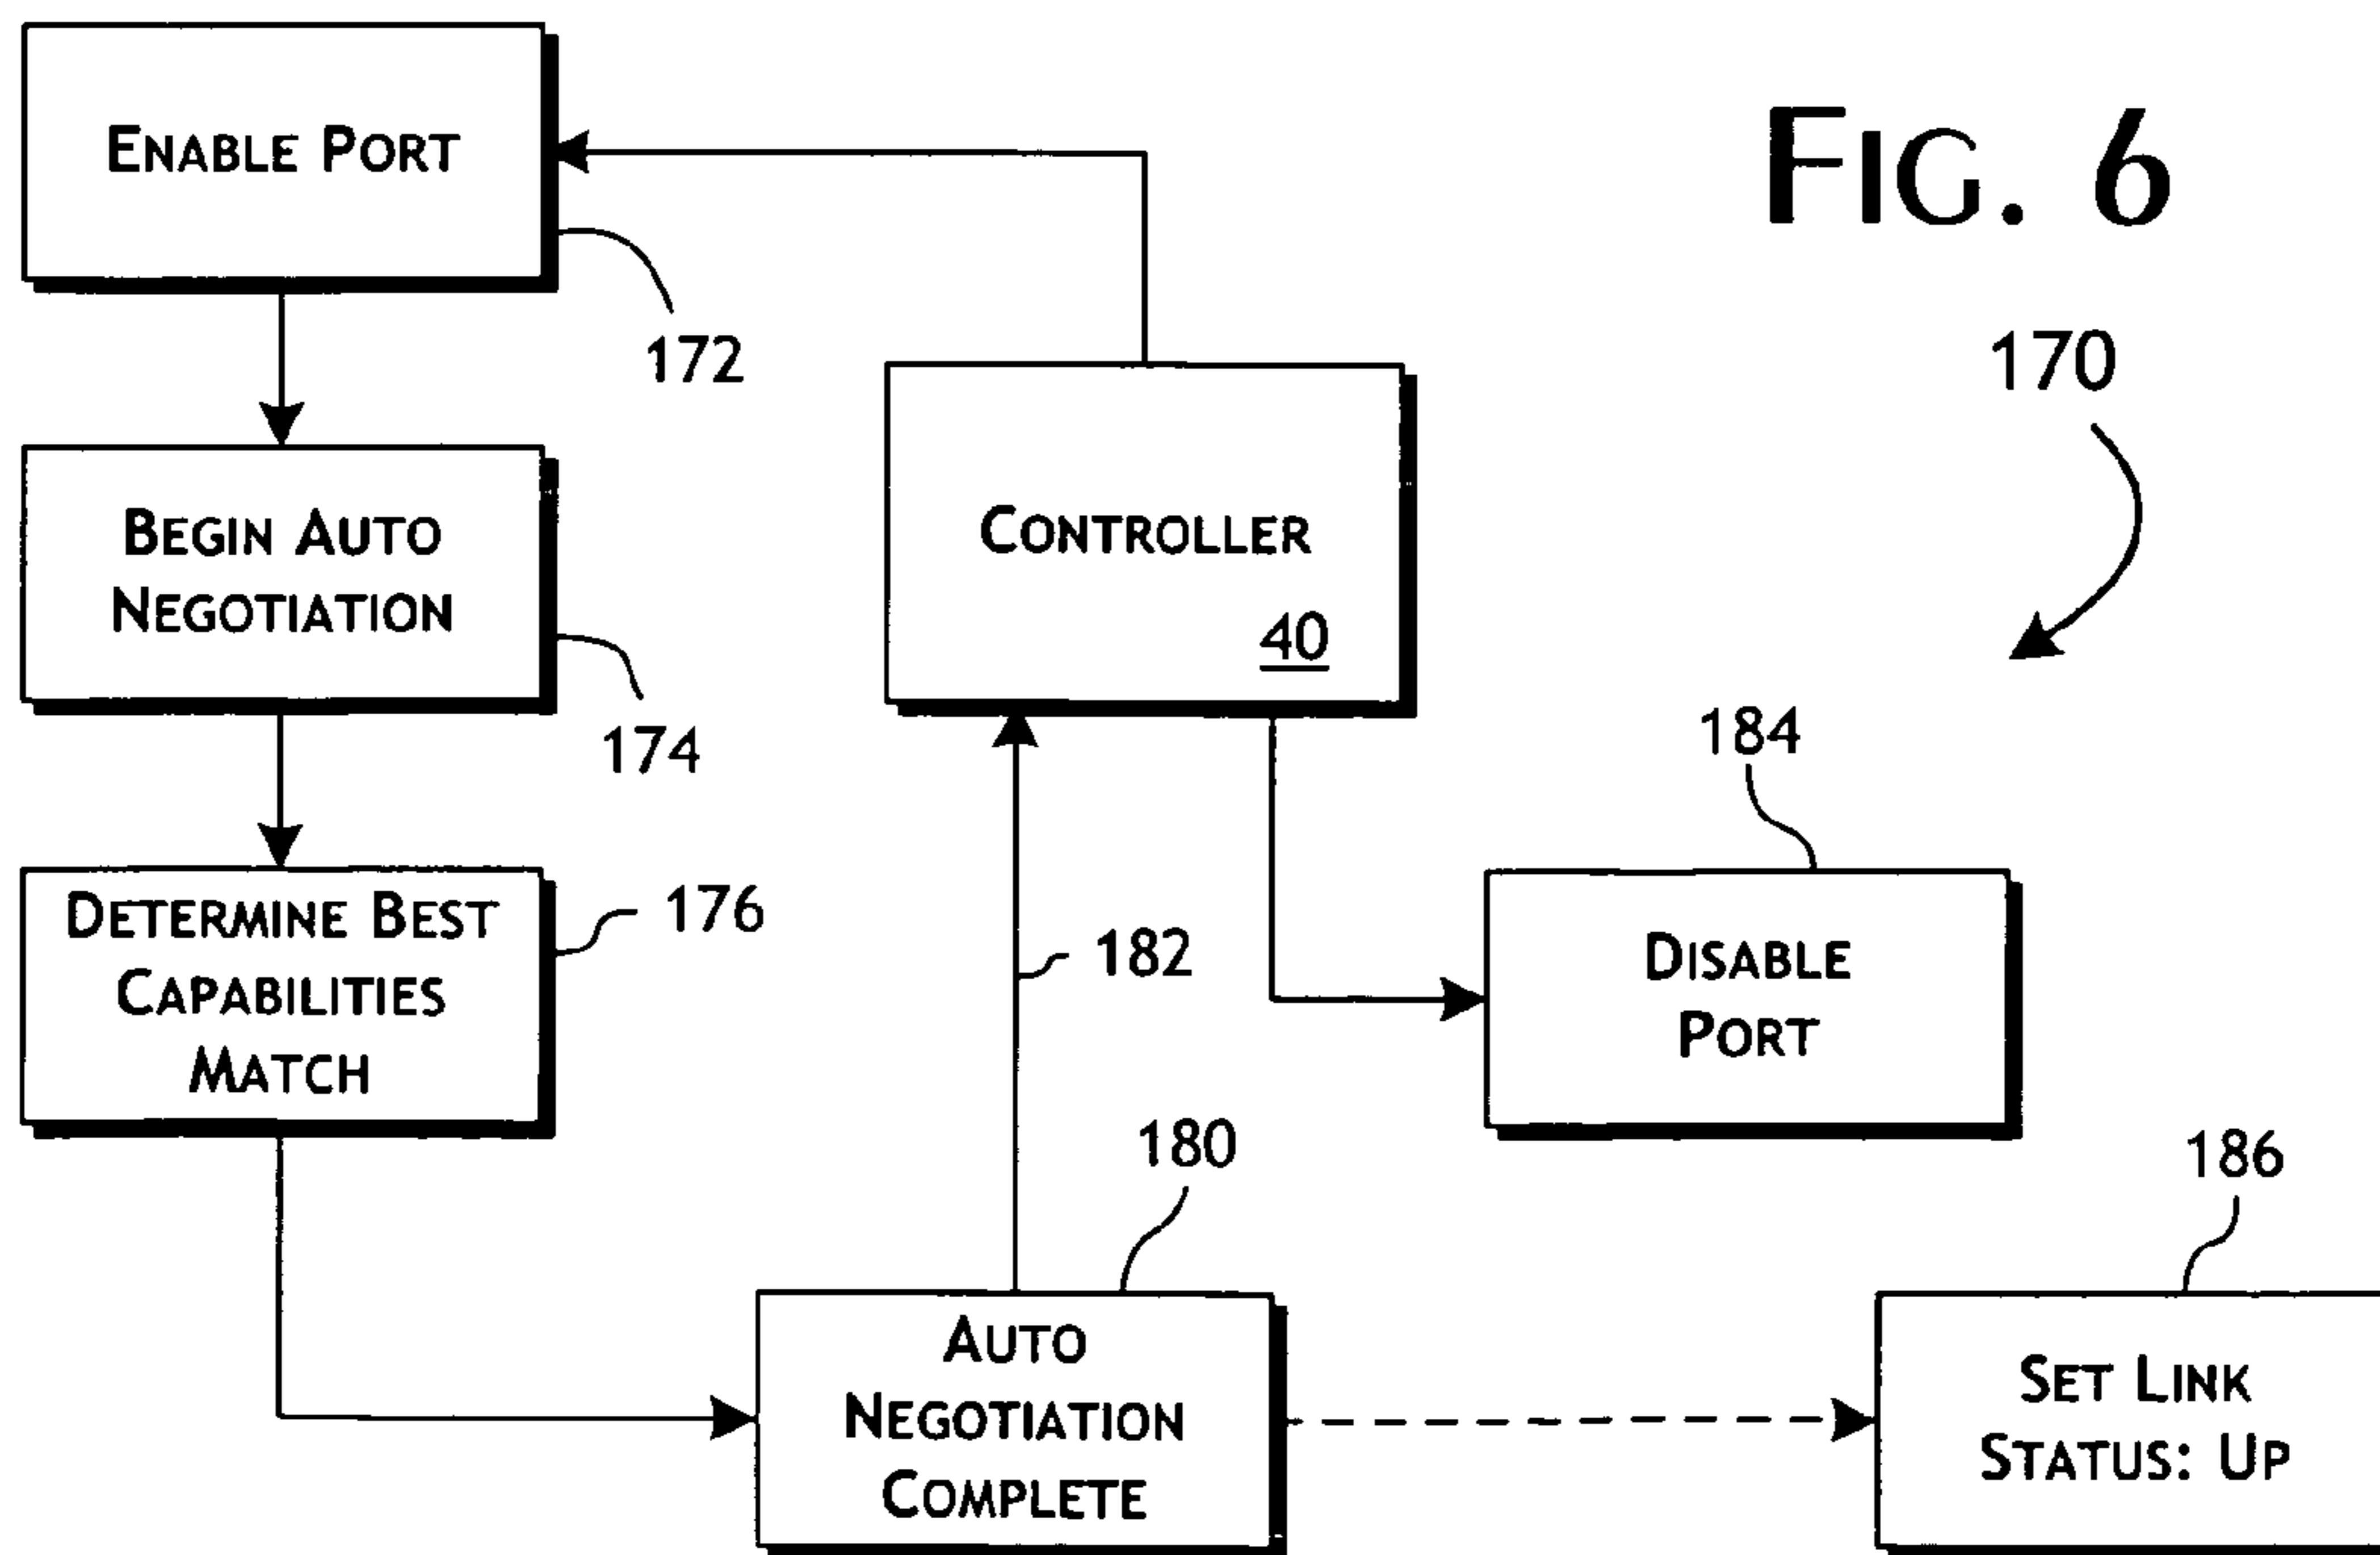 FIG. 6
170
ENABLE PORT
172
BEGIN AUTO
NEGOTIATION
174
CONTROLLER
40
DETERMINE BEST
CAPABILITIES
MATCH
176
182
184
DISABLE
PORT
180
AUTO
NEGOTIATION
COMPLETE
186
SET LINK
STATUS: UP